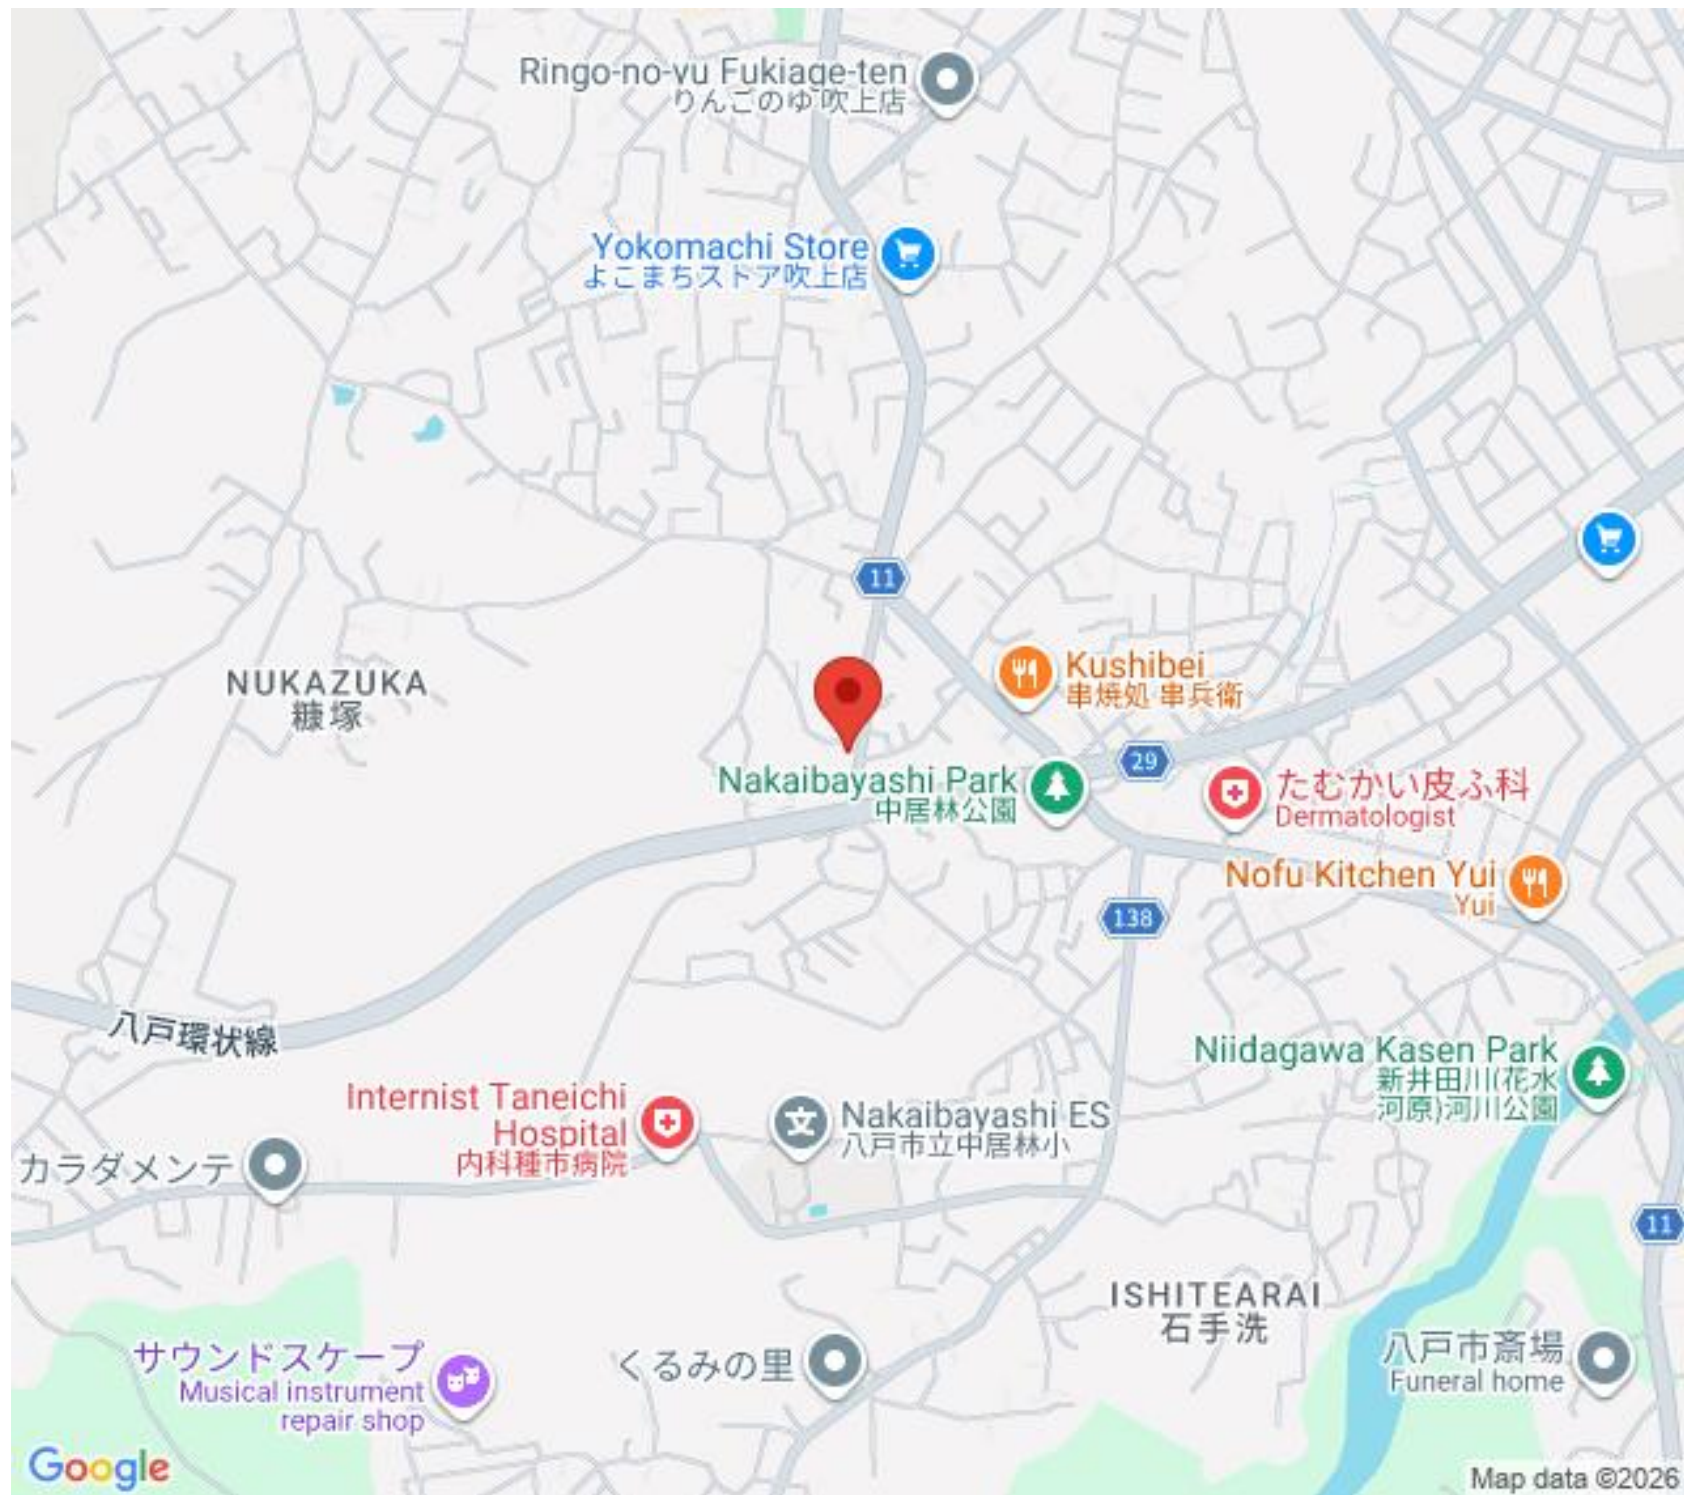 Ringo-no-yu Fukiage-ten
りんごのゆ 吹上店
Yokomachi Store
よこまちストア吹上店
11
NUKAZUKA
糠塚
Kushibei
串焼処 串兵衛
29
Nakaibayashi Park
中居林公園
たむかい皮ふ科
Dermatologist
Nofu Kitchen Yui
Yui
138
八戸環状線
Niidagawa Kasen Park
新井田川(花水
河原)河川公園
Internist Taneichi
Hospital
内科種市病院
文
Nakaibayashi ES
八戸市立中居林小
カラダメンテ
11
ISHITEARAI
石手洗
サウンドスケープ
Musical instrument
repair shop
くるみの里
八戸市斎場
Funeral home
Google
Map data ©2026